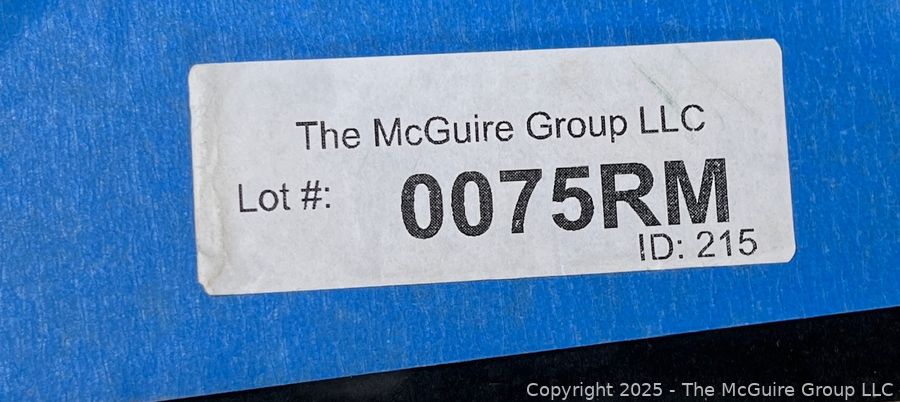 The McGuire Group LLC
Lot #: 0075RM
ID: 215
Copyright 2025 - The McGuire Group LLC